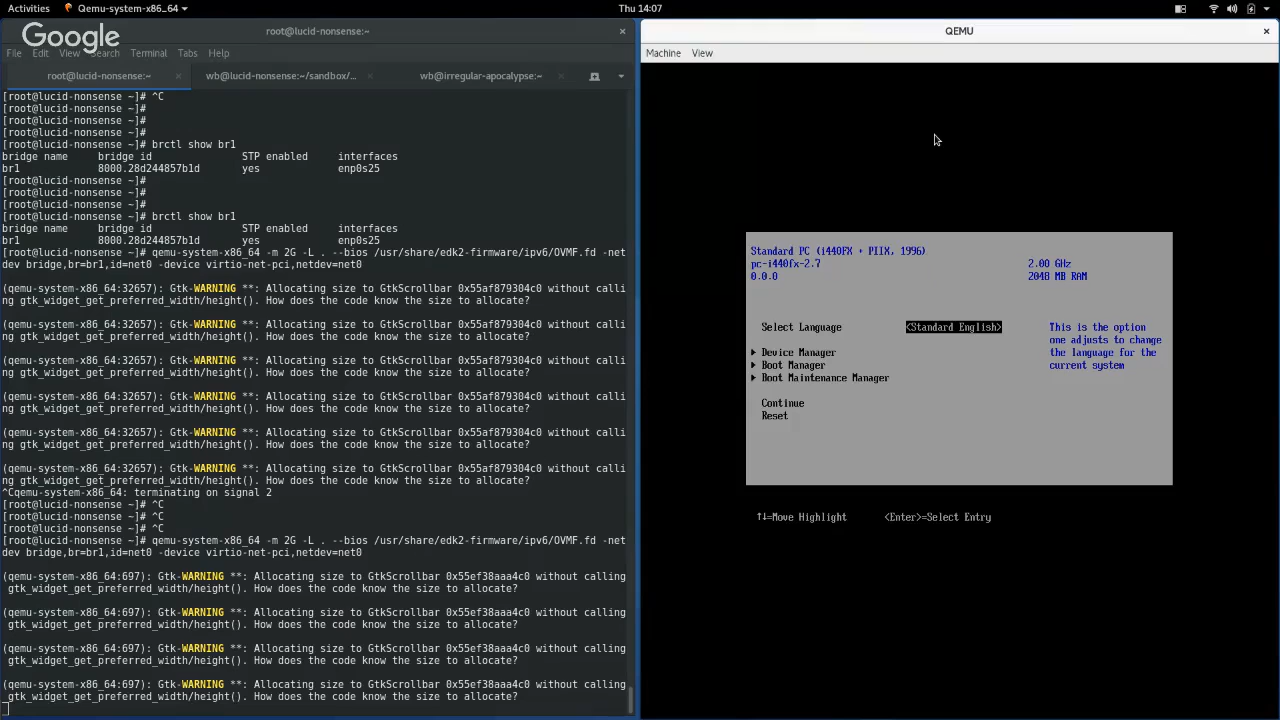 Activities Qemu-system-x86_64 Thu 14:07
Google
root@lucid-nonsense:~ ×
File Edit View Search Terminal Tabs Help
root@lucid-nonsense:~ × wb@lucid-nonsense:~/sandbox/... × wb@irregular-apocalypse:~ ×
[root@lucid-nonsense ~]# ^C
[root@lucid-nonsense ~]#
[root@lucid-nonsense ~]#
[root@lucid-nonsense ~]#
[root@lucid-nonsense ~]# brctl show br1
bridge name bridge id STP enabled interfaces
br1 8000.28d244857b1d yes enp0s25
[root@lucid-nonsense ~]#
[root@lucid-nonsense ~]#
[root@lucid-nonsense ~]#
[root@lucid-nonsense ~]# brctl show br1
bridge name bridge id STP enabled interfaces
br1 8000.28d244857b1d yes enp0s25
[root@lucid-nonsense ~]# qemu-system-x86_64 -m 2G -L . --bios /usr/share/edk2-firmware/ipv6/OVMF.fd -net
dev bridge,br=br1,id=net0 -device virtio-net-pci,netdev=net0
(qemu-system-x86_64:32657): Gtk-WARNING **: Allocating size to GtkScrollbar 0x55af879304c0 without calli
ng gtk_widget_get_preferred_width/height(). How does the code know the size to allocate?
(qemu-system-x86_64:32657): Gtk-WARNING **: Allocating size to GtkScrollbar 0x55af879304c0 without calli
ng gtk_widget_get_preferred_width/height(). How does the code know the size to allocate?
(qemu-system-x86_64:32657): Gtk-WARNING **: Allocating size to GtkScrollbar 0x55af879304c0 without calli
ng gtk_widget_get_preferred_width/height(). How does the code know the size to allocate?
(qemu-system-x86_64:32657): Gtk-WARNING **: Allocating size to GtkScrollbar 0x55af879304c0 without calli
ng gtk_widget_get_preferred_width/height(). How does the code know the size to allocate?
(qemu-system-x86_64:32657): Gtk-WARNING **: Allocating size to GtkScrollbar 0x55af879304c0 without calli
ng gtk_widget_get_preferred_width/height(). How does the code know the size to allocate?
(qemu-system-x86_64:32657): Gtk-WARNING **: Allocating size to GtkScrollbar 0x55af879304c0 without calli
ng gtk_widget_get_preferred_width/height(). How does the code know the size to allocate?
^Cqemu-system-x86_64: terminating on signal 2
[root@lucid-nonsense ~]# ^C
[root@lucid-nonsense ~]# ^C
[root@lucid-nonsense ~]# ^C
[root@lucid-nonsense ~]# qemu-system-x86_64 -m 2G -L . --bios /usr/share/edk2-firmware/ipv6/OVMF.fd -net
dev bridge,br=br1,id=net0 -device virtio-net-pci,netdev=net0
(qemu-system-x86_64:697): Gtk-WARNING **: Allocating size to GtkScrollbar 0x55ef38aaa4c0 without calling
gtk_widget_get_preferred_width/height(). How does the code know the size to allocate?
(qemu-system-x86_64:697): Gtk-WARNING **: Allocating size to GtkScrollbar 0x55ef38aaa4c0 without calling
gtk_widget_get_preferred_width/height(). How does the code know the size to allocate?
(qemu-system-x86_64:697): Gtk-WARNING **: Allocating size to GtkScrollbar 0x55ef38aaa4c0 without calling
gtk_widget_get_preferred_width/height(). How does the code know the size to allocate?
(qemu-system-x86_64:697): Gtk-WARNING **: Allocating size to GtkScrollbar 0x55ef38aaa4c0 without calling
gtk_widget_get_preferred_width/height(). How does the code know the size to allocate?
QEMU ×
Machine View
Standard PC (i440FX + PIIX, 1996)
pc-i440fx-2.7 2.00 GHz
0.0.0 2048 MB RAM
Select Language <Standard English> This is the option
one adjusts to change
Device Manager the language for the
Boot Manager current system
Boot Maintenance Manager
Continue
Reset
↑↓=Move Highlight <Enter>=Select Entry